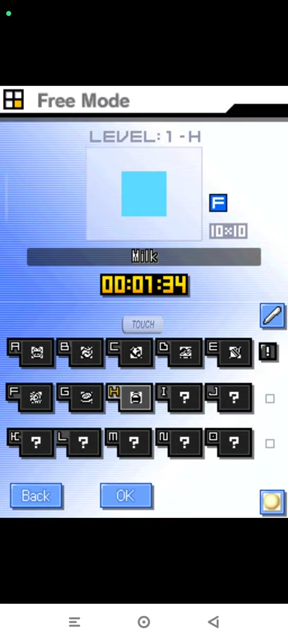 Free Mode
LEVEL: 1 - H
F
10×10
Milk
00:01:34
TOUCH
A B C D E !
F G H I ? J ?
K ? L ? M ? N ? O ?
Back OK